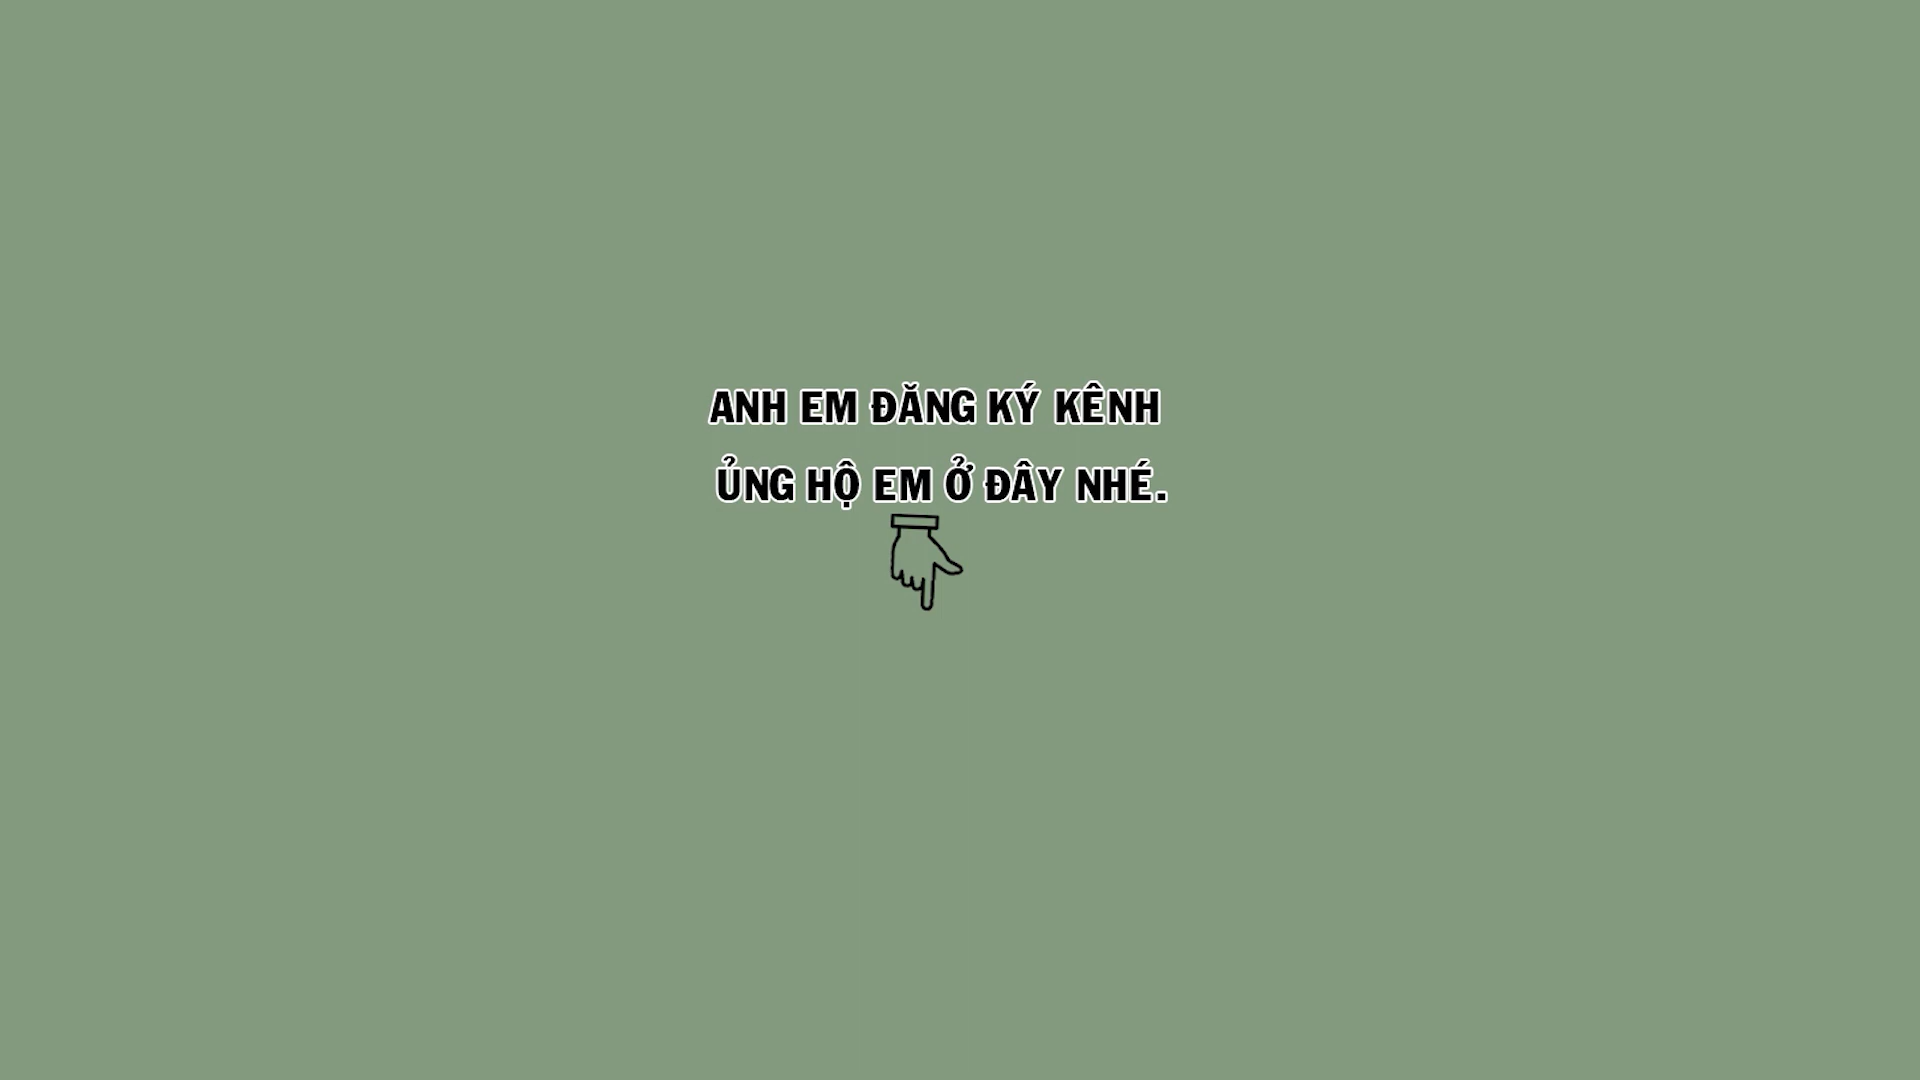 ANH EM ĐĂNG KÝ KÊNH
ỦNG HỘ EM Ở ĐÂY NHÉ.